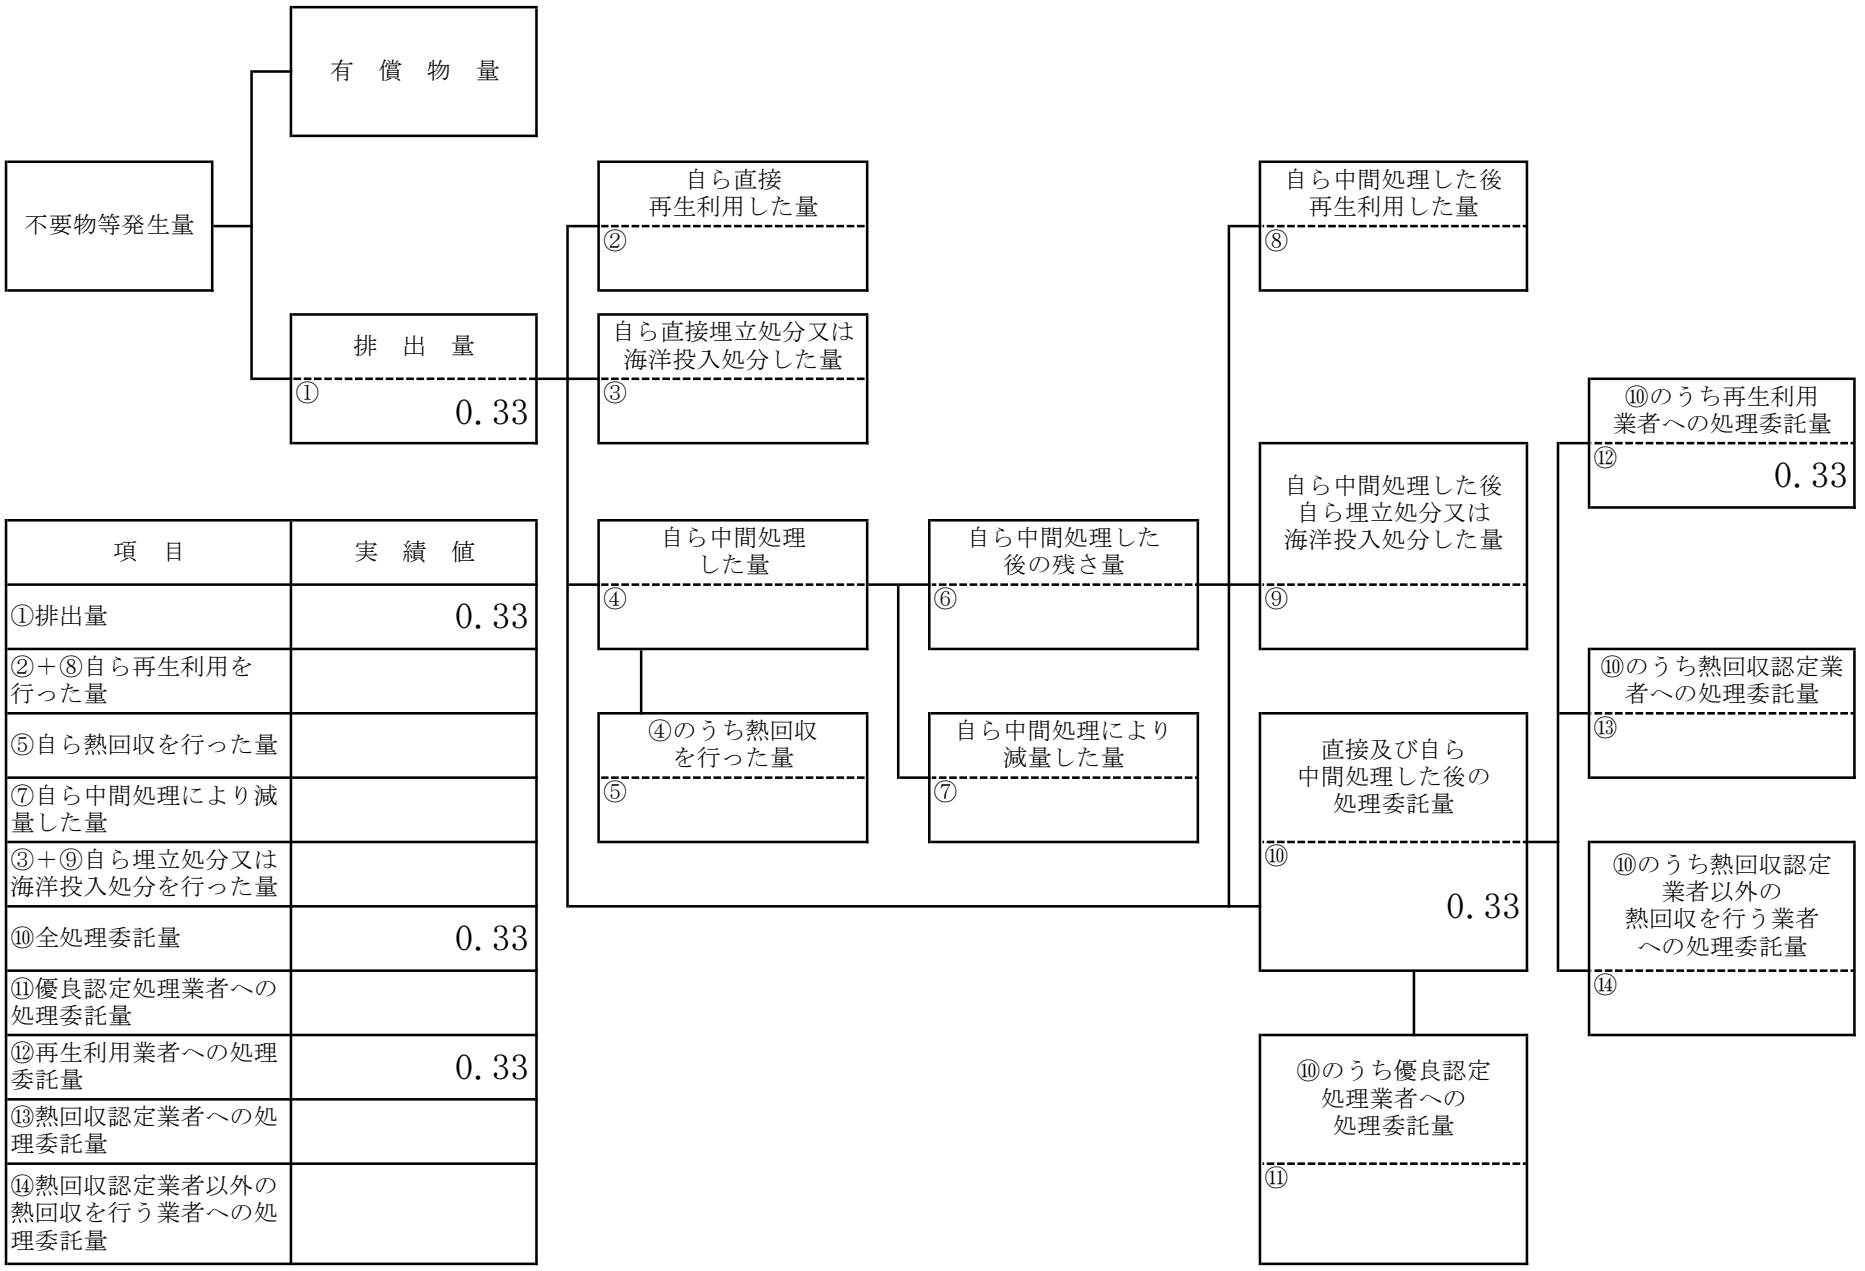 有　償　物　量
不要物等発生量
排　出　量
①
0.33
自ら直接
再生利用した量
②
自ら直接埋立処分又は
海洋投入処分した量
③
自ら中間処理
した量
④
④のうち熱回収
を行った量
⑤
自ら中間処理した
後の残さ量
⑥
自ら中間処理により
減量した量
⑦
自ら中間処理した後
再生利用した量
⑧
自ら中間処理した後
自ら埋立処分又は
海洋投入処分した量
⑨
直接及び自ら
中間処理した後の
処理委託量
⑩
0.33
⑩のうち優良認定
処理業者への
処理委託量
⑪
⑩のうち再生利用
業者への処理委託量
⑫
0.33
⑩のうち熱回収認定業
者への処理委託量
⑬
⑩のうち熱回収認定
業者以外の
熱回収を行う業者
への処理委託量
⑭
項　目　実　績　値
①排出量　0.33
②＋⑧自ら再生利用を
行った量
⑤自ら熱回収を行った量
⑦自ら中間処理により減
量した量
③＋⑨自ら埋立処分又は
海洋投入処分を行った量
⑩全処理委託量　0.33
⑪優良認定処理業者への
処理委託量
⑫再生利用業者への処理
委託量　0.33
⑬熱回収認定業者への処
理委託量
⑭熱回収認定業者以外の
熱回収を行う業者への処
理委託量